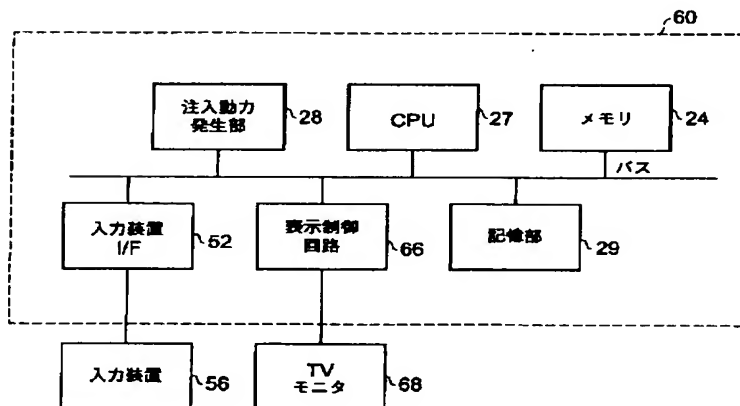 60
注入動力
発生部
28
CPU
27
メモリ
24
バス
入力装置
I/F
52
表示制御
回路
66
記憶部
29
入力装置
56
TV
モニタ
68